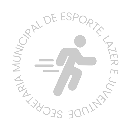 SECRETARIA MUNICIPAL DE ESPORTE, LAZER E JUVENTUDE